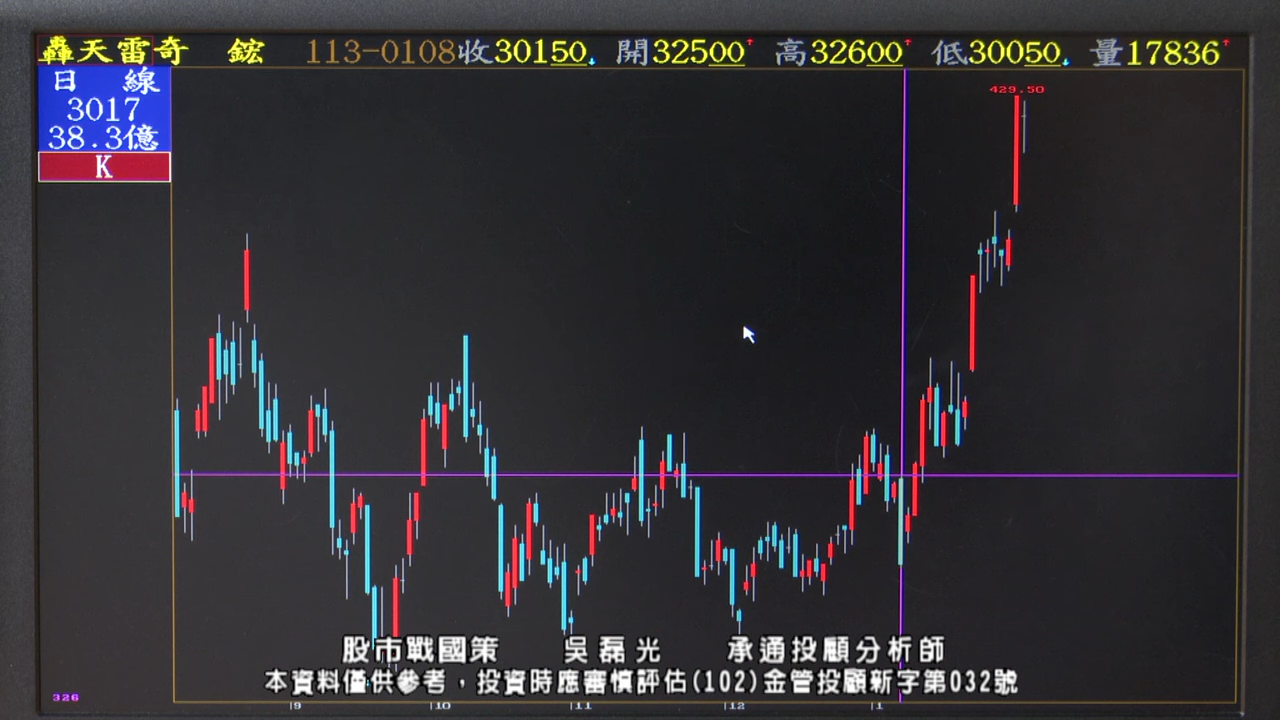 轟天雷奇 鋐 113-0108收30150↓ 開32500↑ 高32600↑ 低30050↓ 量17836↑
日 線
3017
38.3億
K
429.50
股市戰國策 吳磊光 承通投顧分析師
本資料僅供參考，投資時應審慎評估(102)金管投顧新字第032號
326 9 10 11 12 1